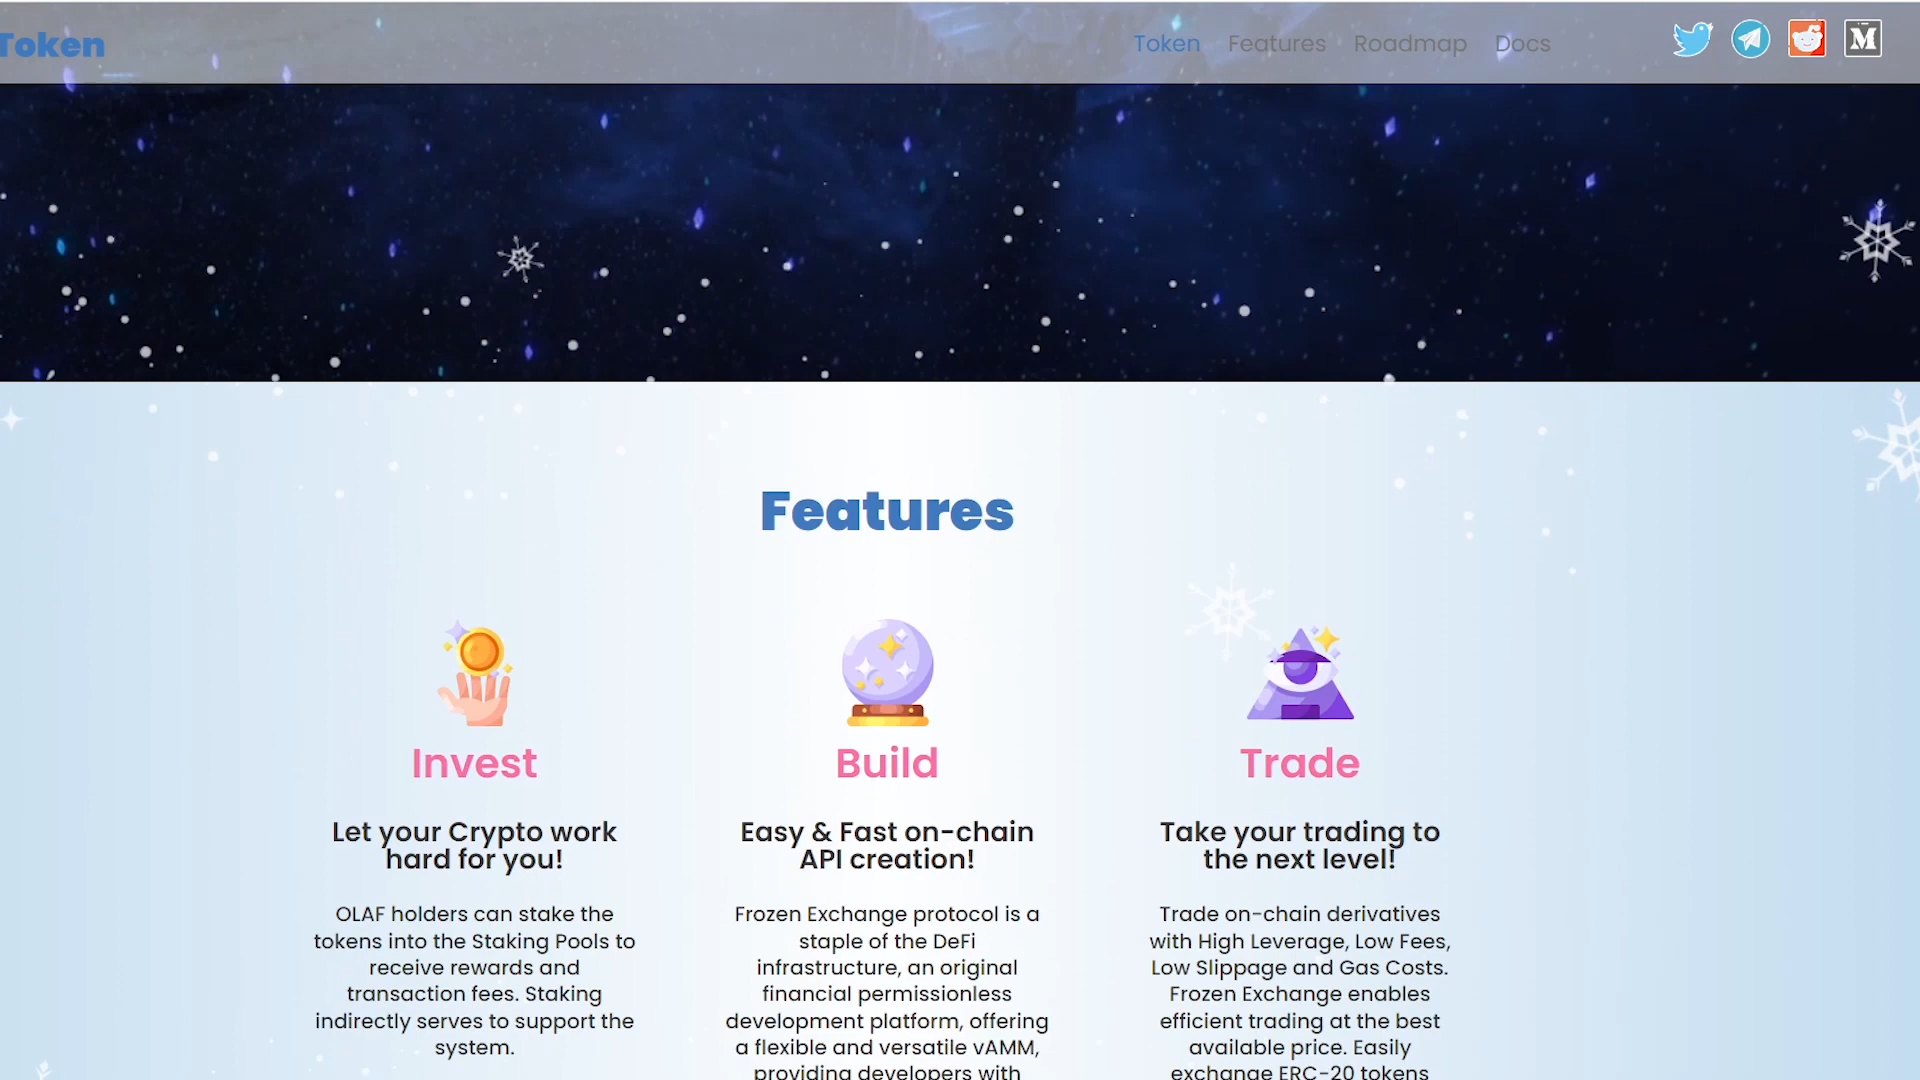 Token
Token Features Roadmap Docs
M
Features
Invest
Let your Crypto work
hard for you!
OLAF holders can stake the
tokens into the Staking Pools to
receive rewards and
transaction fees. Staking
indirectly serves to support the
system.
Build
Easy & Fast on-chain
API creation!
Frozen Exchange protocol is a
staple of the DeFi
infrastructure, an original
financial permissionless
development platform, offering
a flexible and versatile vAMM,
providing developers with
Trade
Take your trading to
the next level!
Trade on-chain derivatives
with High Leverage, Low Fees,
Low Slippage and Gas Costs.
Frozen Exchange enables
efficient trading at the best
available price. Easily
exchange ERC-20 tokens